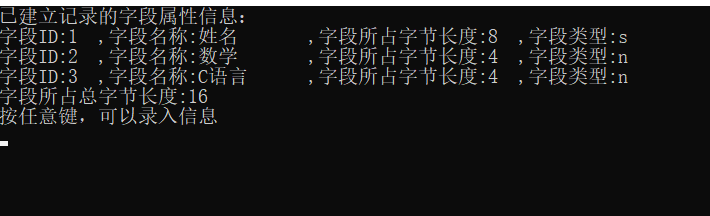 已建立记录的字段属性信息:
字段ID:1 ,字段名称:姓名 ,字段所占字节长度:8 ,字段类型:s
字段ID:2 ,字段名称:数学 ,字段所占字节长度:4 ,字段类型:n
字段ID:3 ,字段名称:C语言 ,字段所占字节长度:4 ,字段类型:n
字段所占总字节长度:16
按任意键，可以录入信息